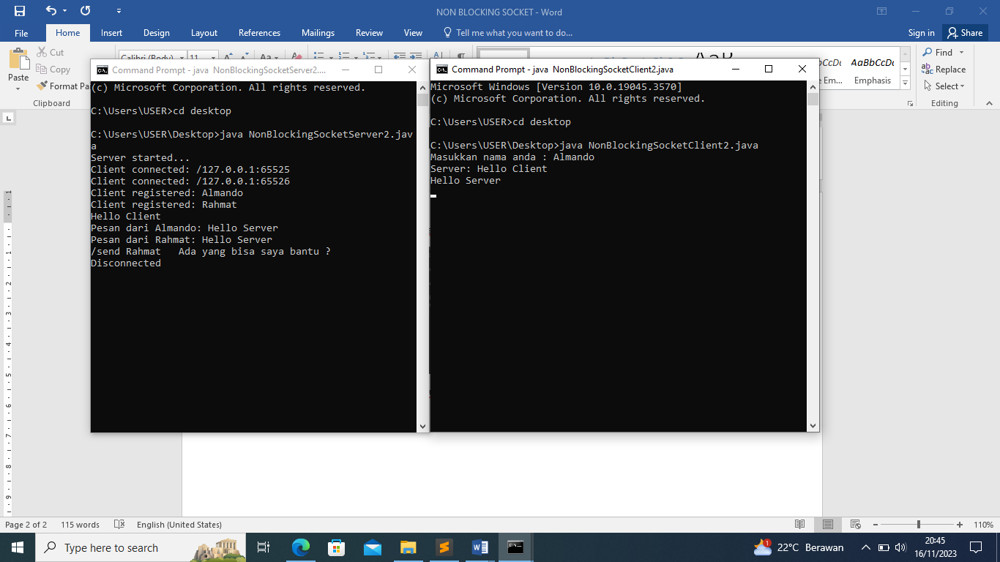 NON BLOCKING SOCKET - Word
File Home Insert Design Layout References Mailings Review View Tell me what you want to do... Sign in Share
Paste
Cut
Copy
Format Pai
Clipboard
Calibri (Body) 11
Emphasis
AaBbCcDc
Find
Replace
Select
Editing
Command Prompt - java NonBlockingSocketServer2....
(c) Microsoft Corporation. All rights reserved.
C:\Users\USER>cd desktop
C:\Users\USER\Desktop>java NonBlockingSocketServer2.jav
a
Server started...
Client connected: /127.0.0.1:65525
Client connected: /127.0.0.1:65526
Client registered: Almando
Client registered: Rahmat
Hello Client
Pesan dari Almando: Hello Server
Pesan dari Rahmat: Hello Server
/send Rahmat   Ada yang bisa saya bantu ?
Disconnected
Command Prompt - java NonBlockingSocketClient2.java
Microsoft Windows [Version 10.0.19045.3570]
(c) Microsoft Corporation. All rights reserved.
C:\Users\USER>cd desktop
C:\Users\USER\Desktop>java NonBlockingSocketClient2.java
Masukkan nama anda : Almando
Server: Hello Client
Hello Server
Page 2 of 2 115 words English (United States) 110%
Type here to search
22°C Berawan
20:45
16/11/2023